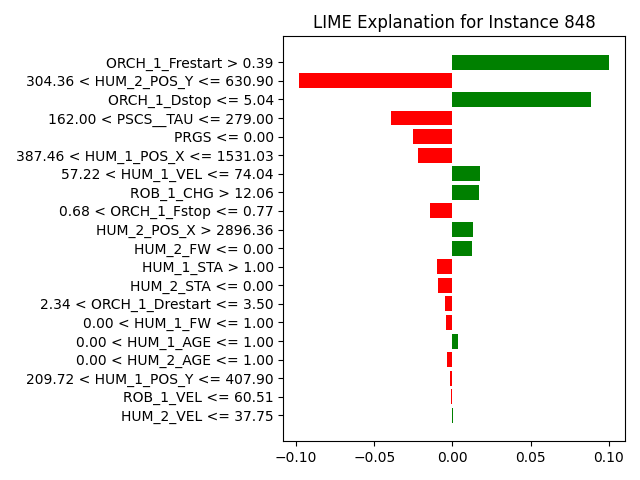 LIME Explanation for Instance 848
ORCH_1_Frestart > 0.39
304.36 < HUM_2_POS_Y <= 630.90
ORCH_1_Dstop <= 5.04
162.00 < PSCS__TAU <= 279.00
PRGS <= 0.00
387.46 < HUM_1_POS_X <= 1531.03
57.22 < HUM_1_VEL <= 74.04
ROB_1_CHG > 12.06
0.68 < ORCH_1_Fstop <= 0.77
HUM_2_POS_X > 2896.36
HUM_2_FW <= 0.00
HUM_1_STA > 1.00
HUM_2_STA <= 0.00
2.34 < ORCH_1_Drestart <= 3.50
0.00 < HUM_1_FW <= 1.00
0.00 < HUM_1_AGE <= 1.00
0.00 < HUM_2_AGE <= 1.00
209.72 < HUM_1_POS_Y <= 407.90
ROB_1_VEL <= 60.51
HUM_2_VEL <= 37.75
−0.10 −0.05 0.00 0.05 0.10